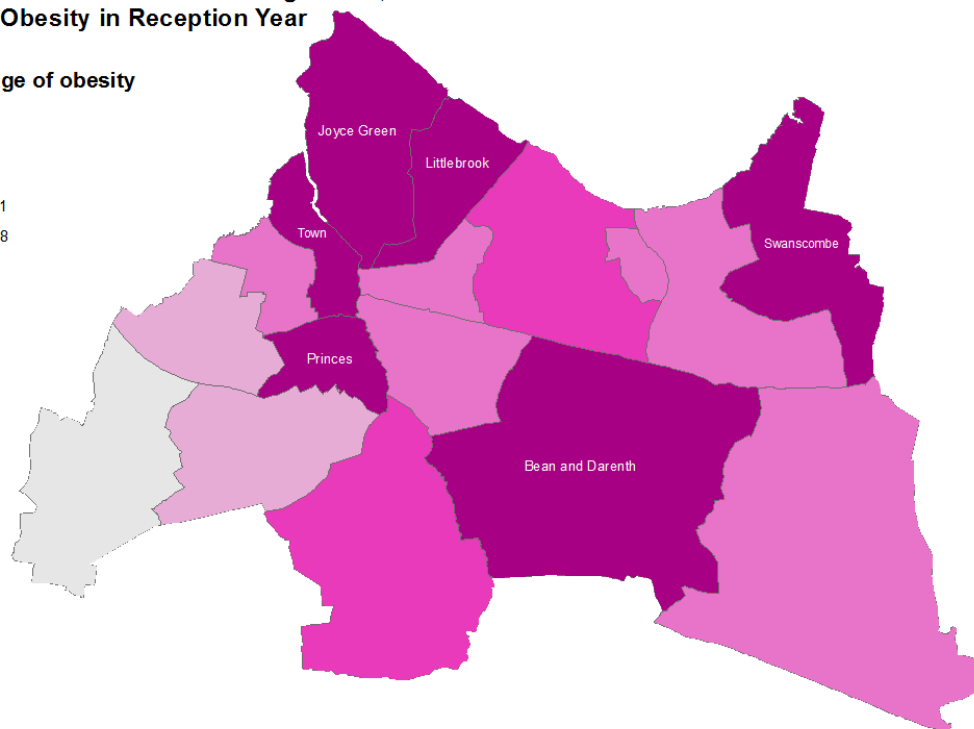 Obesity in Reception Year
ge of obesity
1
8
Joyce Green
Littlebrook
Town
Swanscombe
Princes
Bean and Darenth